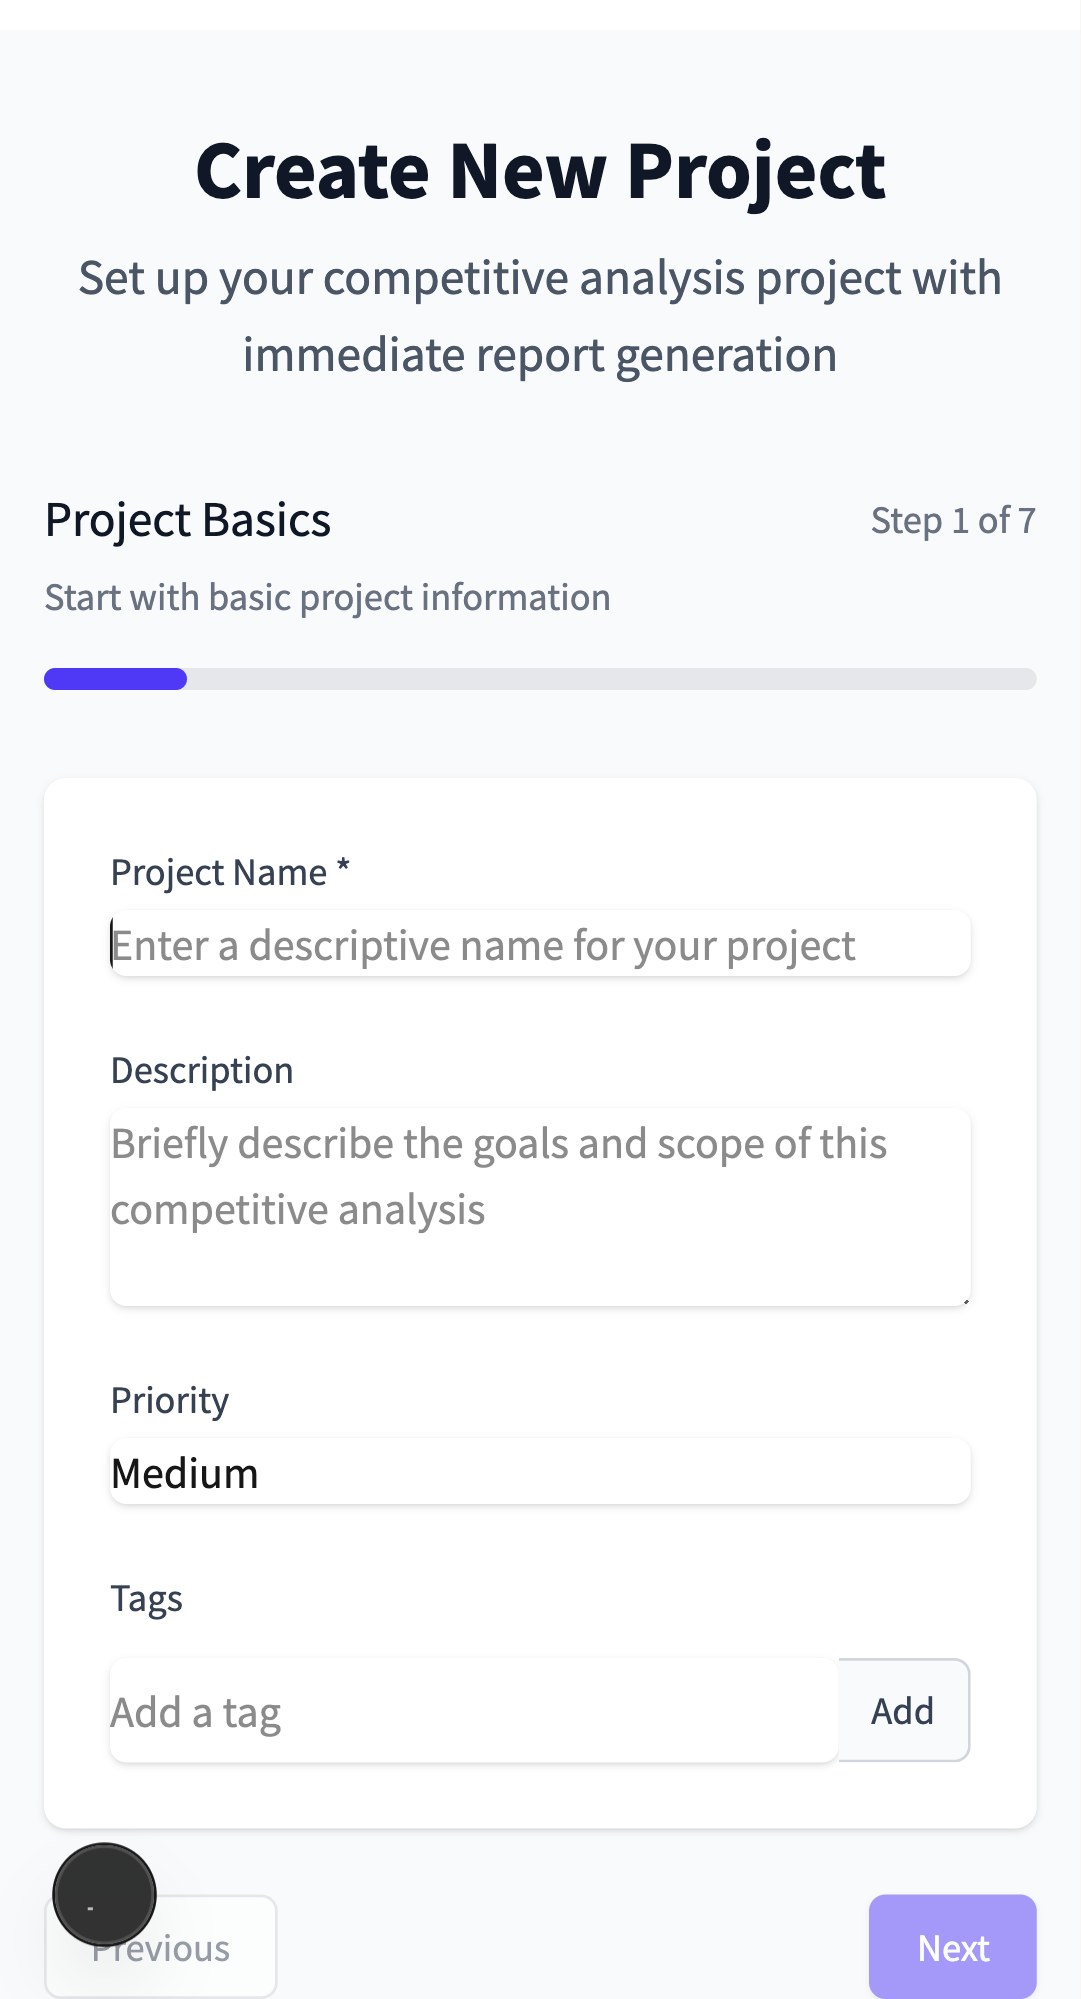 Create New Project
Set up your competitive analysis project with
immediate report generation
Project Basics
Step 1 of 7
Start with basic project information
Project Name *
Enter a descriptive name for your project
Description
Briefly describe the goals and scope of this
competitive analysis
Priority
Medium
Tags
Add a tag
Add
Previous
Next